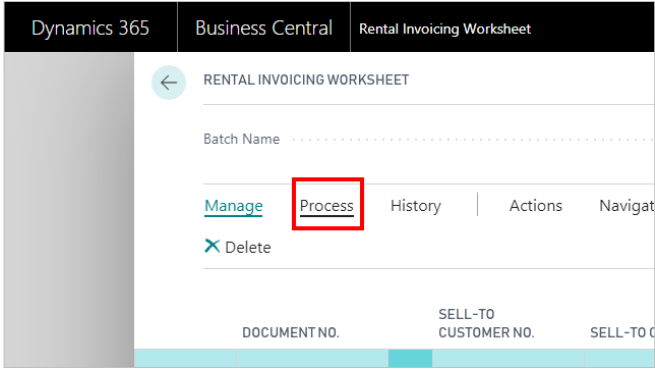 Dynamics 365 Business Central Rental Invoicing Worksheet
RENTAL INVOICING WORKSHEET
Batch Name
Manage Process History Actions Navigat
Delete
SELL-TO
DOCUMENT NO. CUSTOMER NO. SELL-TO C